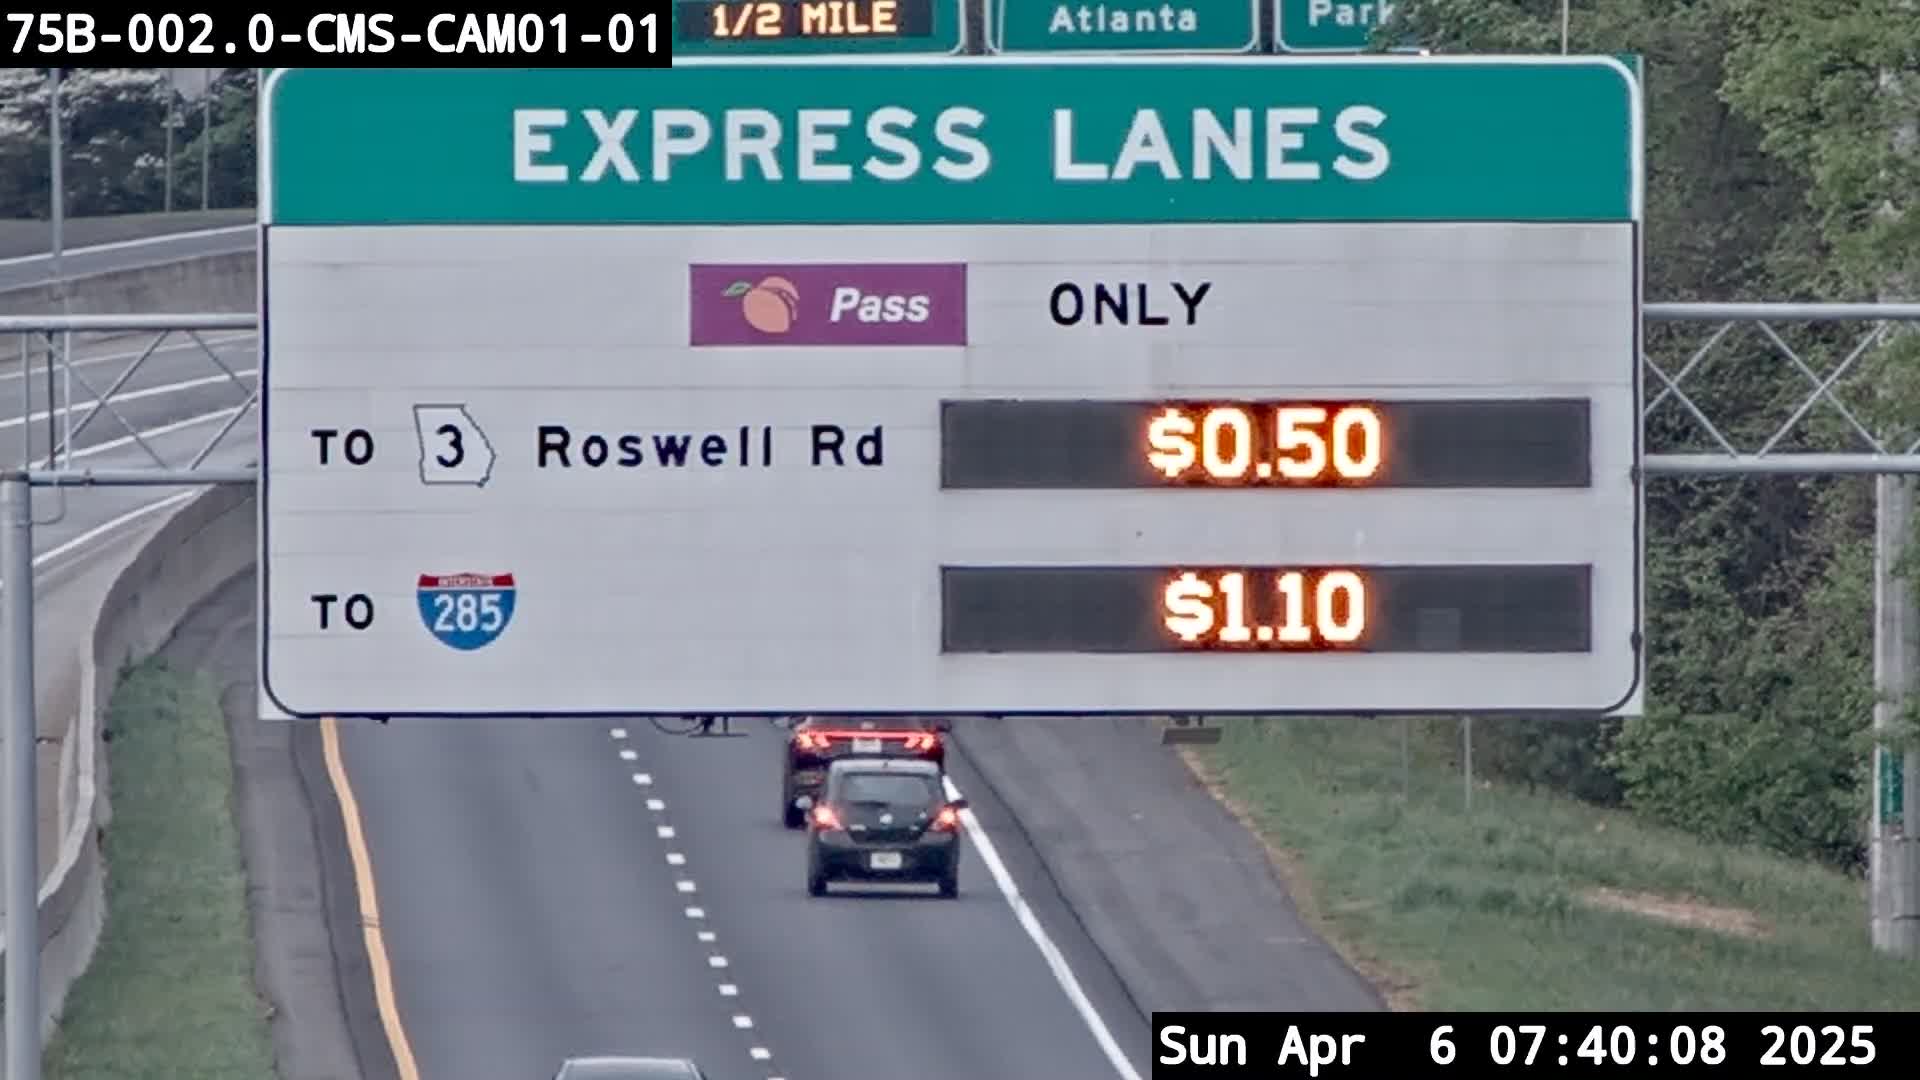 75B-002.0-CMS-CAM01-01
1/2 MILE
Atlanta
Park
EXPRESS LANES
Pass ONLY
TO 3 Roswell Rd $0.50
TO 285 $1.10
Sun Apr 6 07:40:08 2025